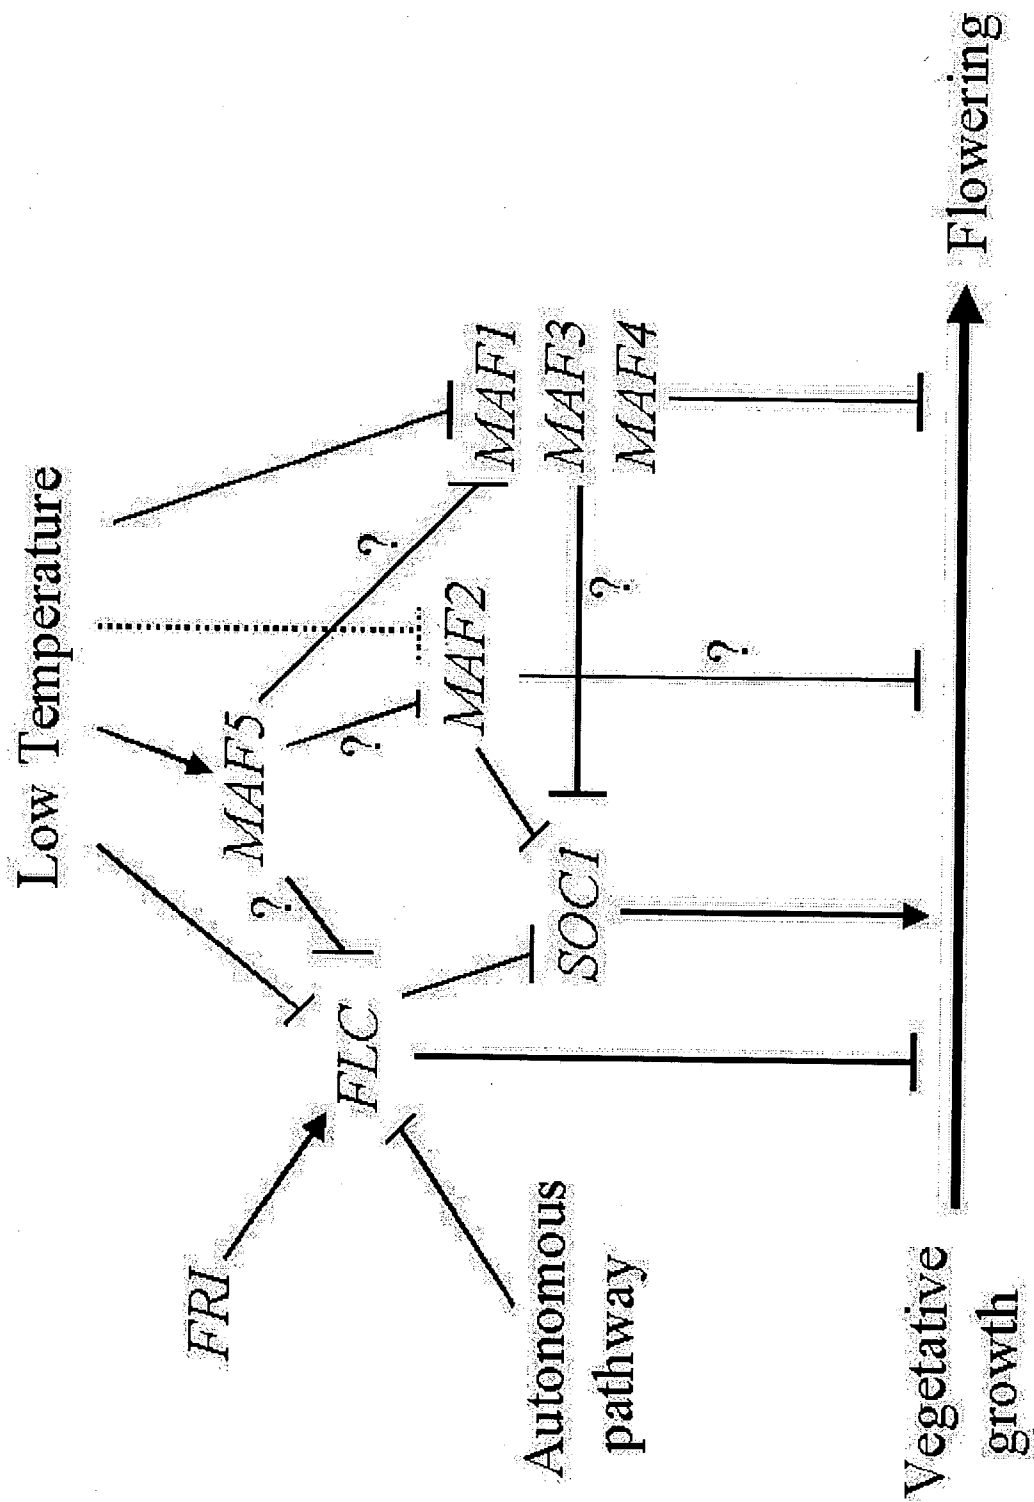 Low Temperature
FRI
MAF5
?
?
?
FLC
MAF2
MAF1
MAF3
MAF4
Autonomous
pathway
SOC1
?
?
Vegetative
growth
Flowering